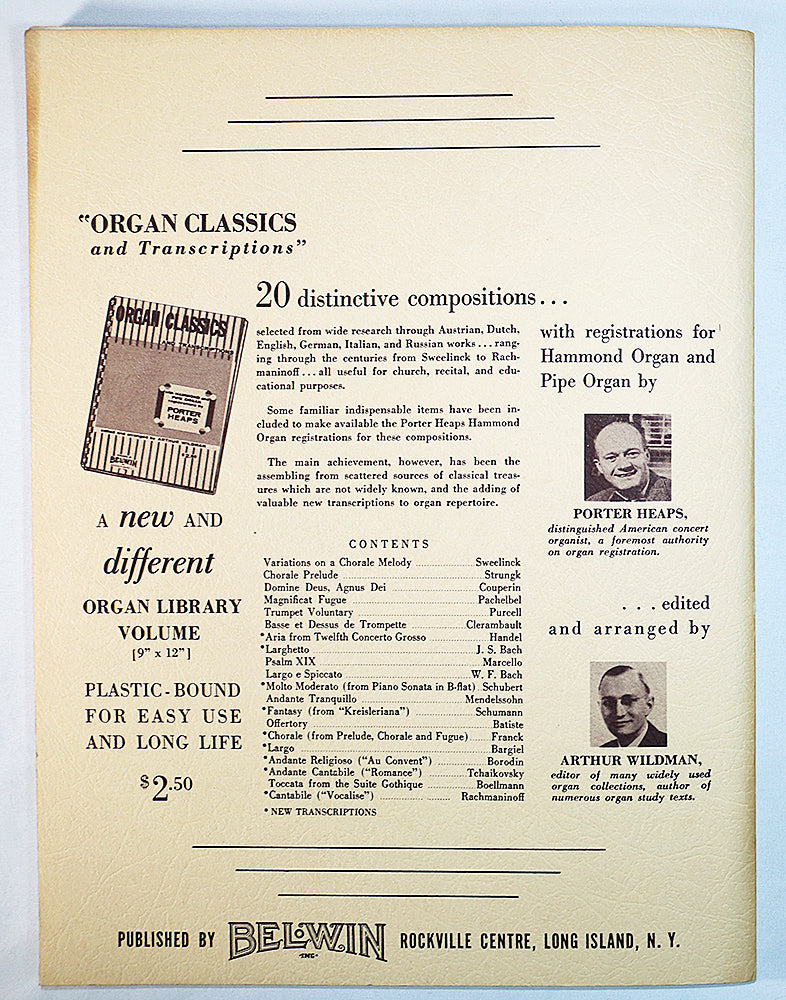 "ORGAN CLASSICS
and Transcriptions"
20 distinctive compositions...
ORGAN CLASSICS
AND TRANSCRIPTIONS
PORTER
HEAPS
BELWIN
selected from wide research through Austrian, Dutch,
English, German, Italian, and Russian works . . . rang-
ing through the centuries from Sweelinck to Rach-
maninoff . . . all useful for church, recital, and edu-
cational purposes.
Some familiar indispensable items have been in-
cluded to make available the Porter Heaps Hammond
Organ registrations for these compositions.
The main achievement, however, has been the
assembling from scattered sources of classical treas-
ures which are not widely known, and the adding of
valuable new transcriptions to organ repertoire.
with registrations for
Hammond Organ and
Pipe Organ by
PORTER HEAPS,
distinguished American concert
organist, a foremost authority
on organ registration.
. . . edited
and arranged by
ARTHUR WILDMAN,
editor of many widely used
organ collections, author of
numerous organ study texts.
A new AND
different
ORGAN LIBRARY
VOLUME
[9" x 12"]
PLASTIC-BOUND
FOR EASY USE
AND LONG LIFE
$2.50
CONTENTS
Variations on a Chorale Melody Sweelinck
Chorale Prelude Strungk
Domine Deus, Agnus Dei Couperin
Magnificat Fugue Pachelbel
Trumpet Voluntary Purcell
Basse et Dessus de Trompette Clerambault
*Aria from Twelfth Concerto Grosso Handel
*Larghetto J. S. Bach
Psalm XIX Marcello
Largo e Spiccato W. F. Bach
*Molto Moderato (from Piano Sonata in B-flat) Schubert
Andante Tranquillo Mendelssohn
*Fantasy (from "Kreisleriana") Schumann
Offertory Batiste
*Chorale (from Prelude, Chorale and Fugue) Franck
*Largo Bargiel
*Andante Religioso ("Au Convent") Borodin
*Andante Cantabile ("Romance") Tchaikovsky
Toccata from the Suite Gothique Boellmann
*Cantabile ("Vocalise") Rachmaninoff
* NEW TRANSCRIPTIONS
PUBLISHED BY BELWIN INC. ROCKVILLE CENTRE, LONG ISLAND, N. Y.